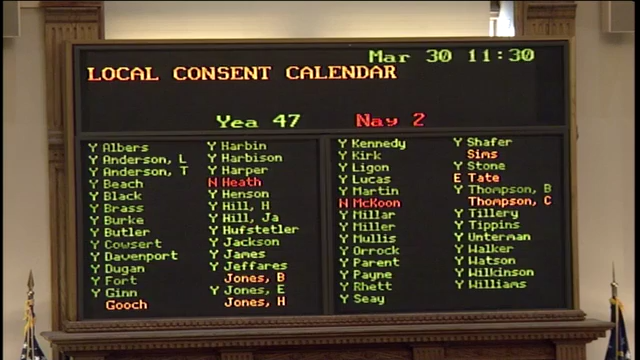 Mar 30 11:30
LOCAL CONSENT CALENDAR
Yea 47 Nay 2
Y Albers
Y Anderson, L
Y Anderson, T
Y Beach
Y Black
Y Brass
Y Burke
Y Butler
Y Cowsert
Y Davenport
Y Dugan
Y Fort
Y Ginn
Gooch
Y Harbin
Y Harbison
Y Harper
N Heath
Y Henson
Y Hill, H
Y Hill, Ja
Y Hufstetler
Y Jackson
Y James
Y Jeffares
Jones, B
Y Jones, E
Jones, H
Y Kennedy
Y Kirk
Y Ligon
Y Lucas
Y Martin
N McKoon
Y Millar
Y Miller
Y Mullis
Y Orrock
Y Parent
Y Payne
Y Rhett
Y Seay
Y Shafer
Sims
Y Stone
E Tate
Y Thompson, B
Thompson, C
Y Tillery
Y Tippins
Y Unterman
Y Walker
Y Watson
Y Wilkinson
Y Williams